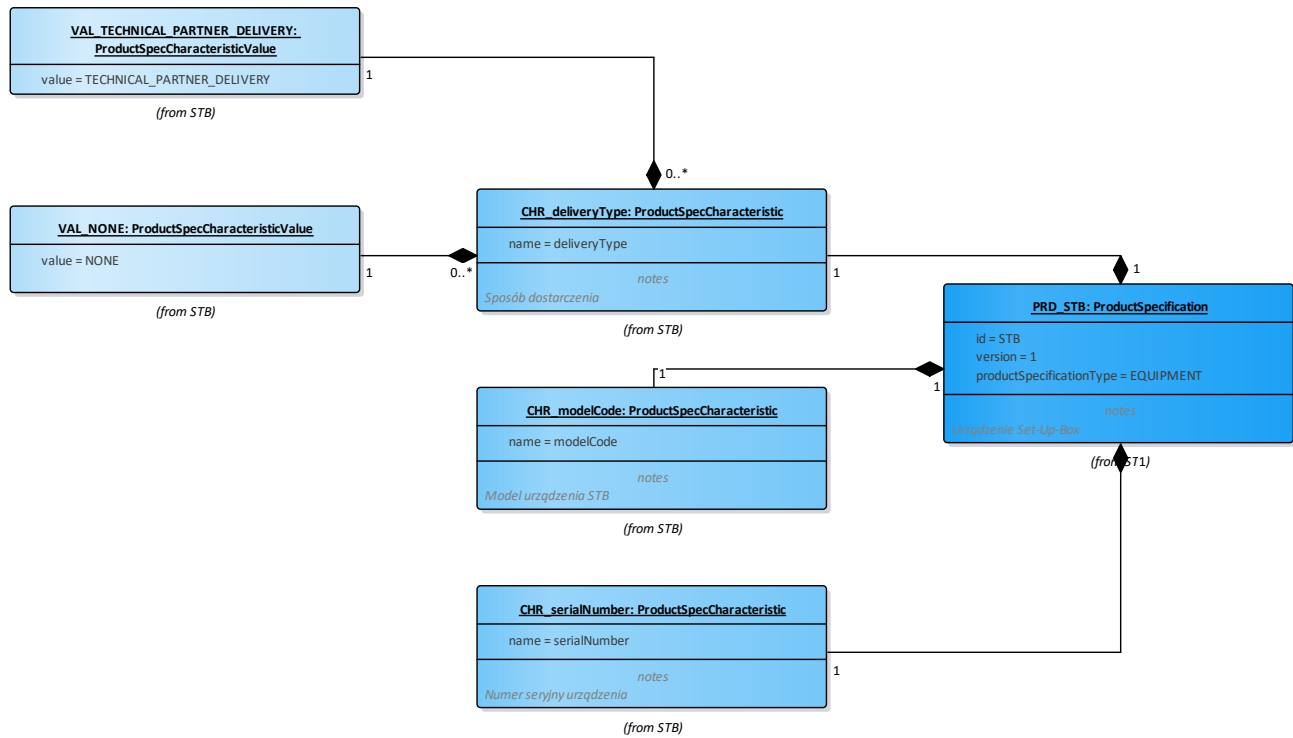 VAL_TECHNICAL_PARTNER_DELIVERY:
ProductSpecCharacteristicValue
value = TECHNICAL_PARTNER_DELIVERY
1
(from STB)
0..*
VAL_NONE: ProductSpecCharacteristicValue
value = NONE
1
0..*
(from STB)
CHR_deliveryType: ProductSpecCharacteristic
name = deliveryType
notes
Sposób dostarczenia
1
(from STB)
1
PRD_STB: ProductSpecification
id = STB
version = 1
productSpecificationType = EQUIPMENT
notes
Urządzenie Set-Up-Box
1
1
CHR_modelCode: ProductSpecCharacteristic
name = modelCode
notes
Model urządzenia STB
(from STB)
1
CHR_serialNumber: ProductSpecCharacteristic
name = serialNumber
notes
Numer seryjny urządzenia
1
(from STB)